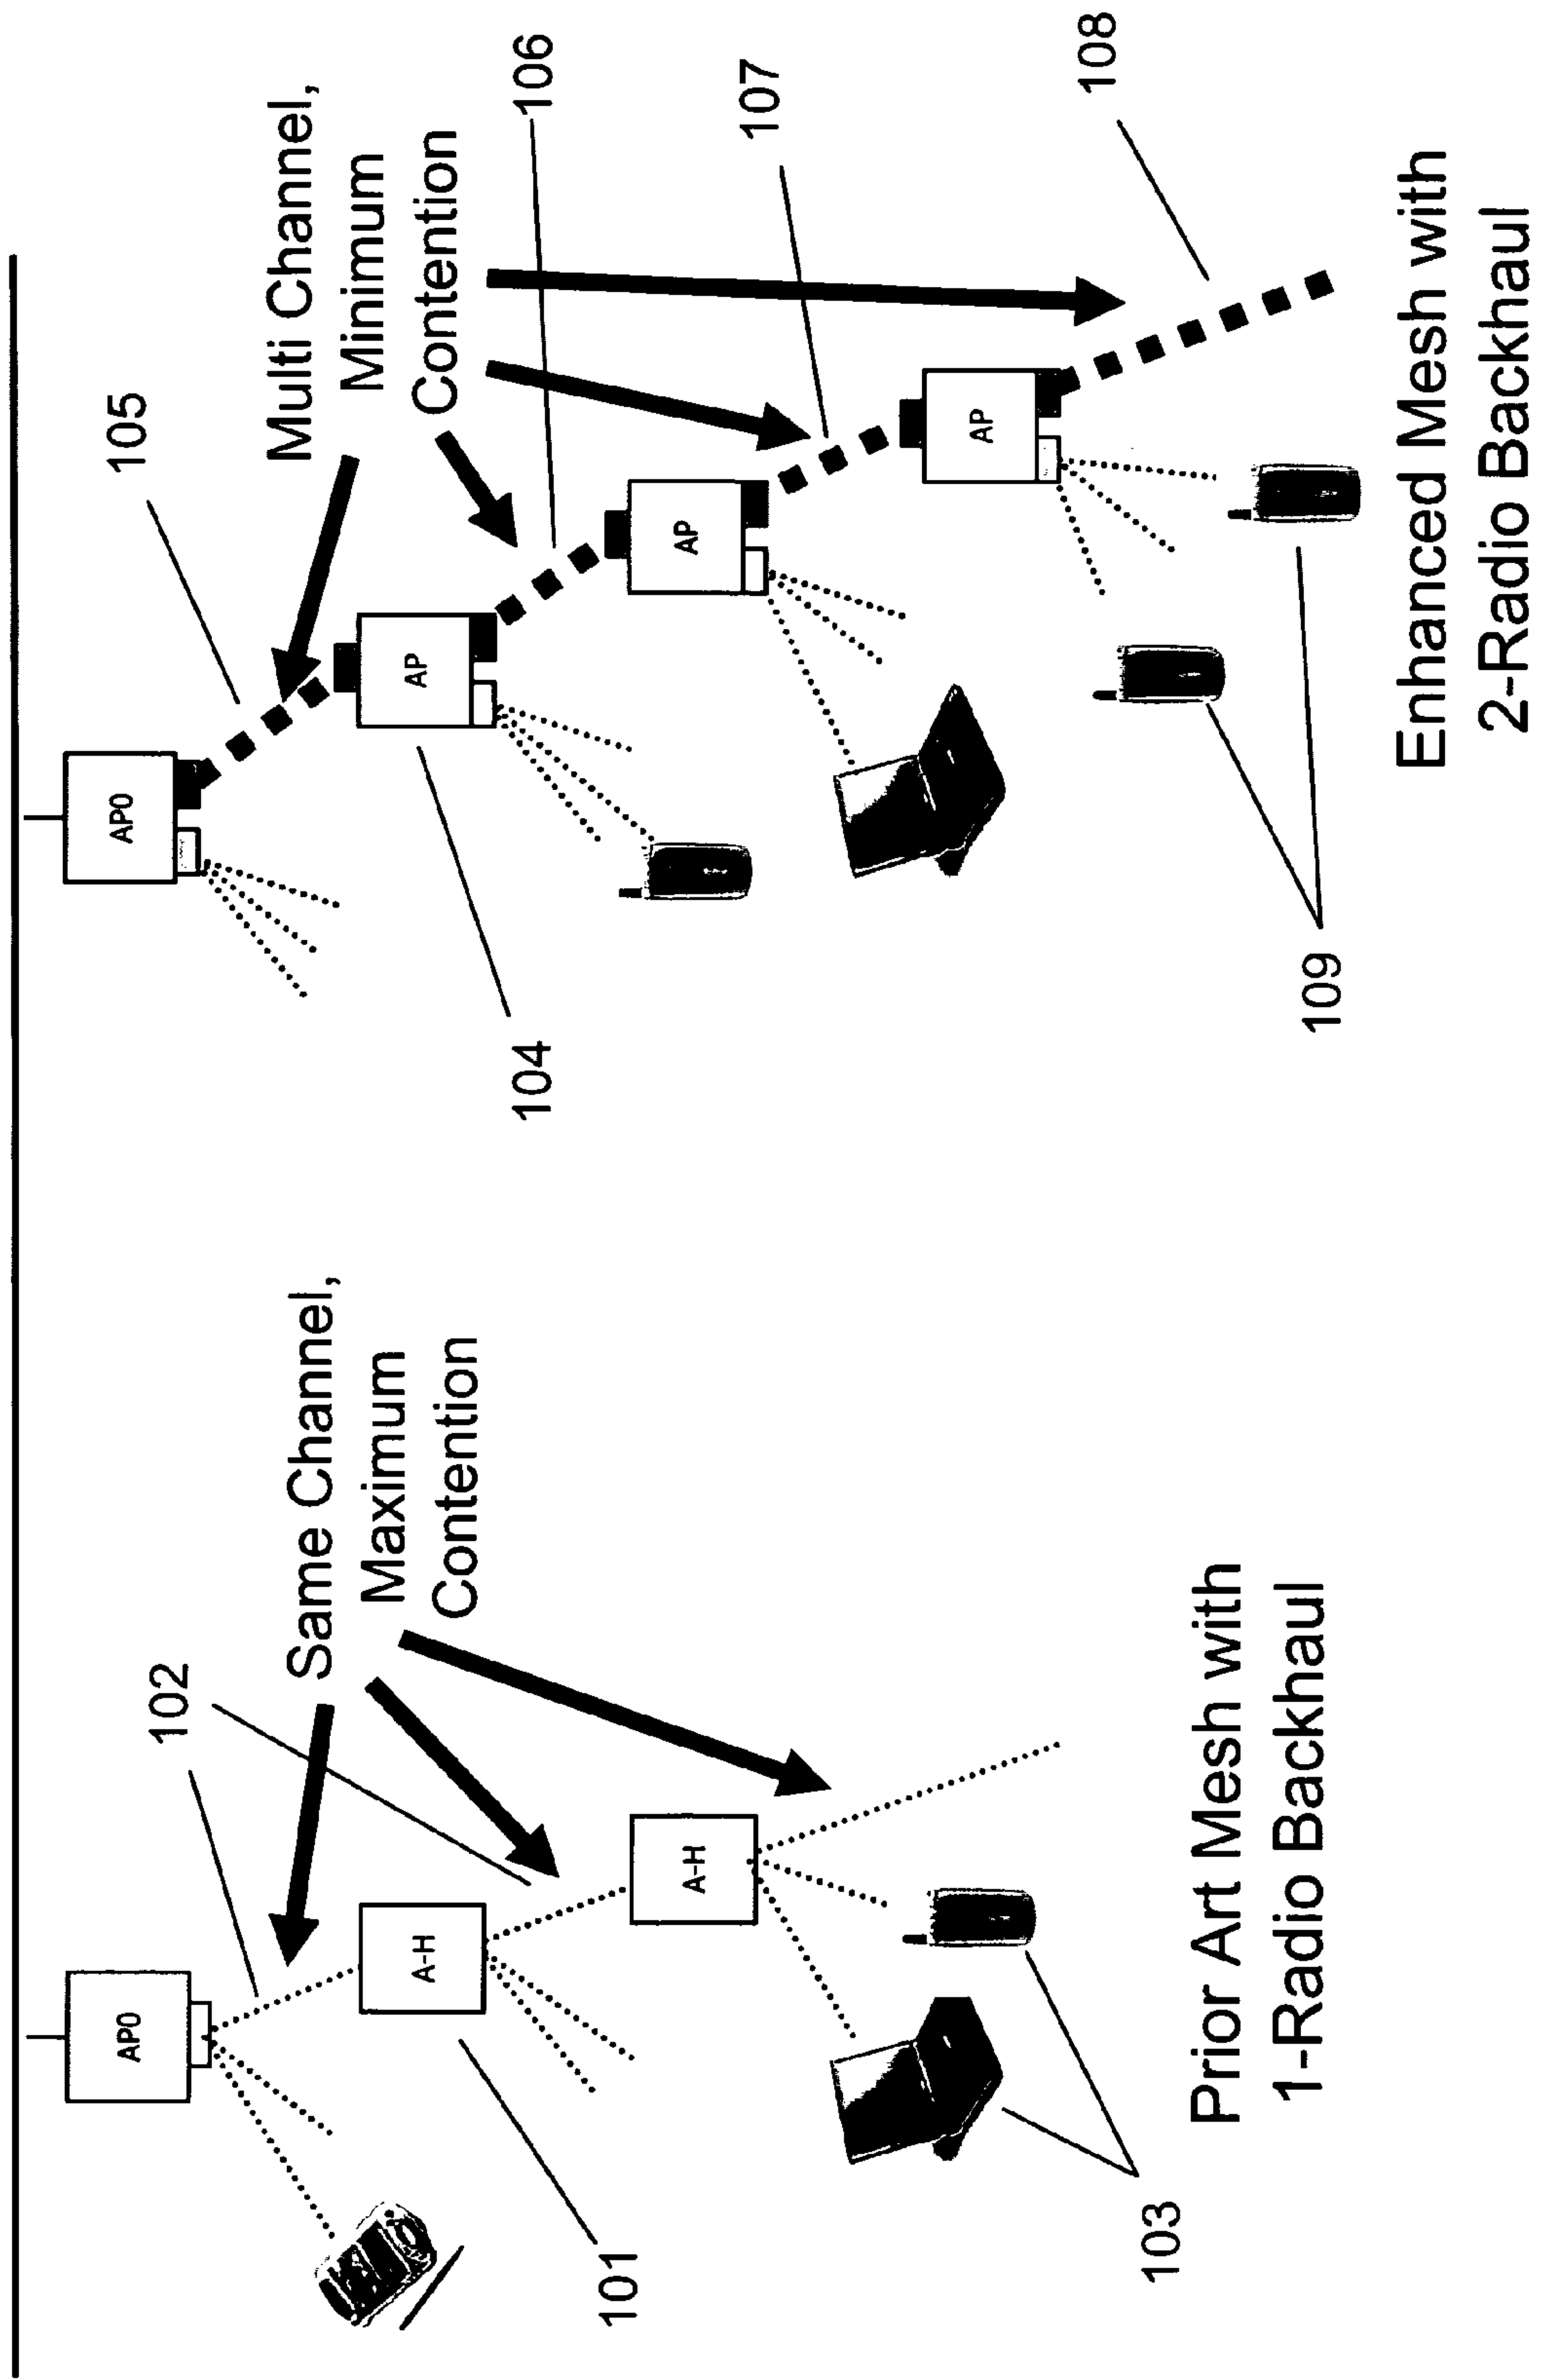 102
Same Channel,
Maximum
Contention
AP0
A-H
A-H
101
103
Prior Art Mesh with
1-Radio Backhaul
105
Multi Channel,
Minimum
Contention
106
107
108
AP0
AP
AP
AP
104
109
Enhanced Mesh with
2-Radio Backhaul